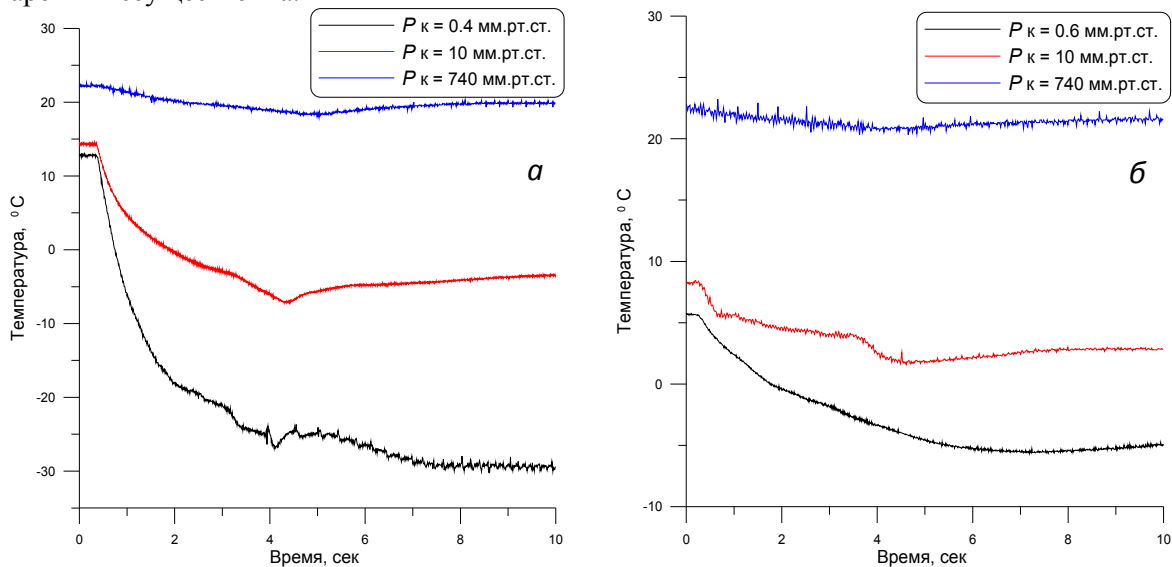 P к = 0.4 мм.рт.ст.
P к = 10 мм.рт.ст.
P к = 740 мм.рт.ст.
30
20
10
0
-10
-20
-30
Температура, ⁰ С
а
0
2
4
6
8
10
Время, сек
P к = 0.6 мм.рт.ст.
P к = 10 мм.рт.ст.
P к = 740 мм.рт.ст.
30
20
10
0
-10
Температура, ⁰ С
б
0
2
4
6
8
10
Время, сек